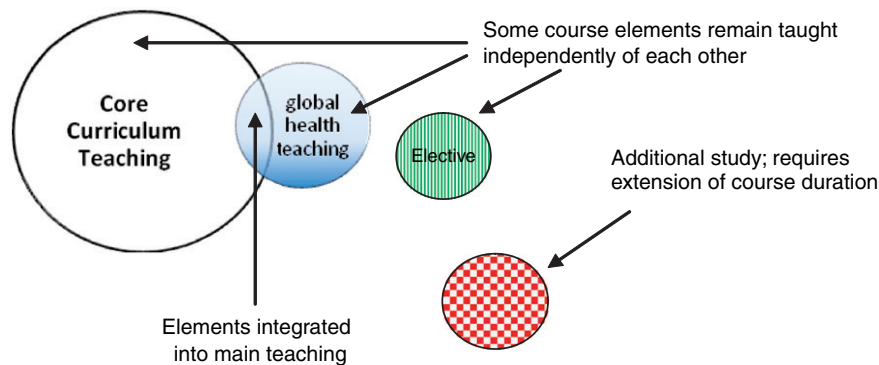 Some course elements remain taught
independently of each other
Core
Curriculum
Teaching
global
health
teaching
Elective
Additional study; requires
extension of course duration
Elements integrated
into main teaching